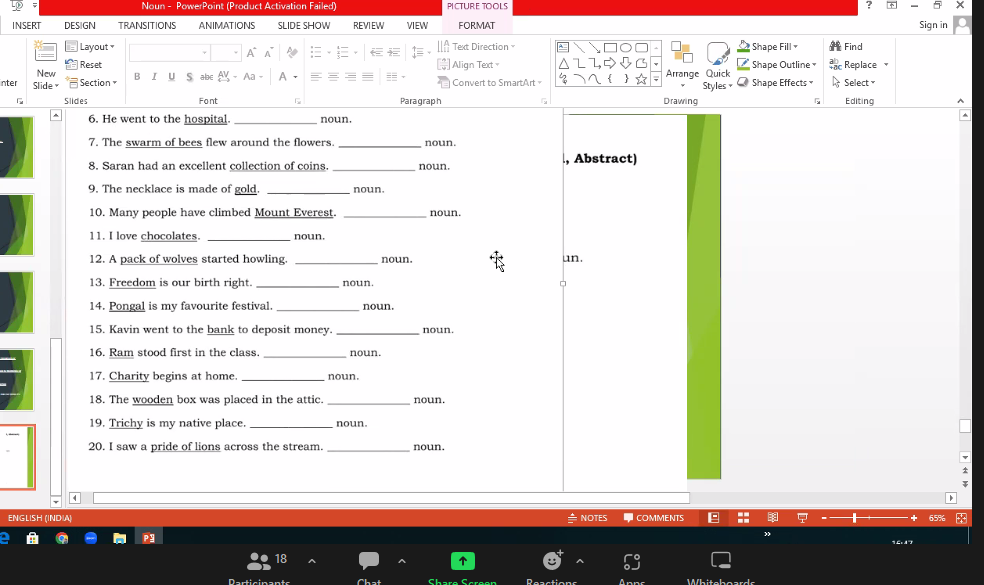 Noun - PowerPoint (Product Activation Failed)
PICTURE TOOLS
?
INSERT DESIGN TRANSITIONS ANIMATIONS SLIDE SHOW REVIEW VIEW FORMAT
Sign in
New
Slide
Layout
Reset
Section
Slides
B I U S abc AV Aa A
Font
Text Direction
Align Text
Convert to SmartArt
Paragraph
Arrange
Quick
Styles
Shape Fill
Shape Outline
Shape Effects
Drawing
Find
Replace
Select
Editing
, Abstract)
6. He went to the hospital. ____________ noun.
7. The swarm of bees flew around the flowers. ____________ noun.
8. Saran had an excellent collection of coins. ____________ noun.
9. The necklace is made of gold. ____________ noun.
10. Many people have climbed Mount Everest. ____________ noun.
11. I love chocolates. ____________ noun.
12. A pack of wolves started howling. ____________ noun.
un.
13. Freedom is our birth right. ____________ noun.
14. Pongal is my favourite festival. ____________ noun.
15. Kavin went to the bank to deposit money. ____________ noun.
16. Ram stood first in the class. ____________ noun.
17. Charity begins at home. ____________ noun.
18. The wooden box was placed in the attic. ____________ noun.
19. Trichy is my native place. ____________ noun.
20. I saw a pride of lions across the stream. ____________ noun.
ENGLISH (INDIA)
NOTES COMMENTS 65%
16:47
18
Participants Chat Share Screen Reactions Apps Whiteboards